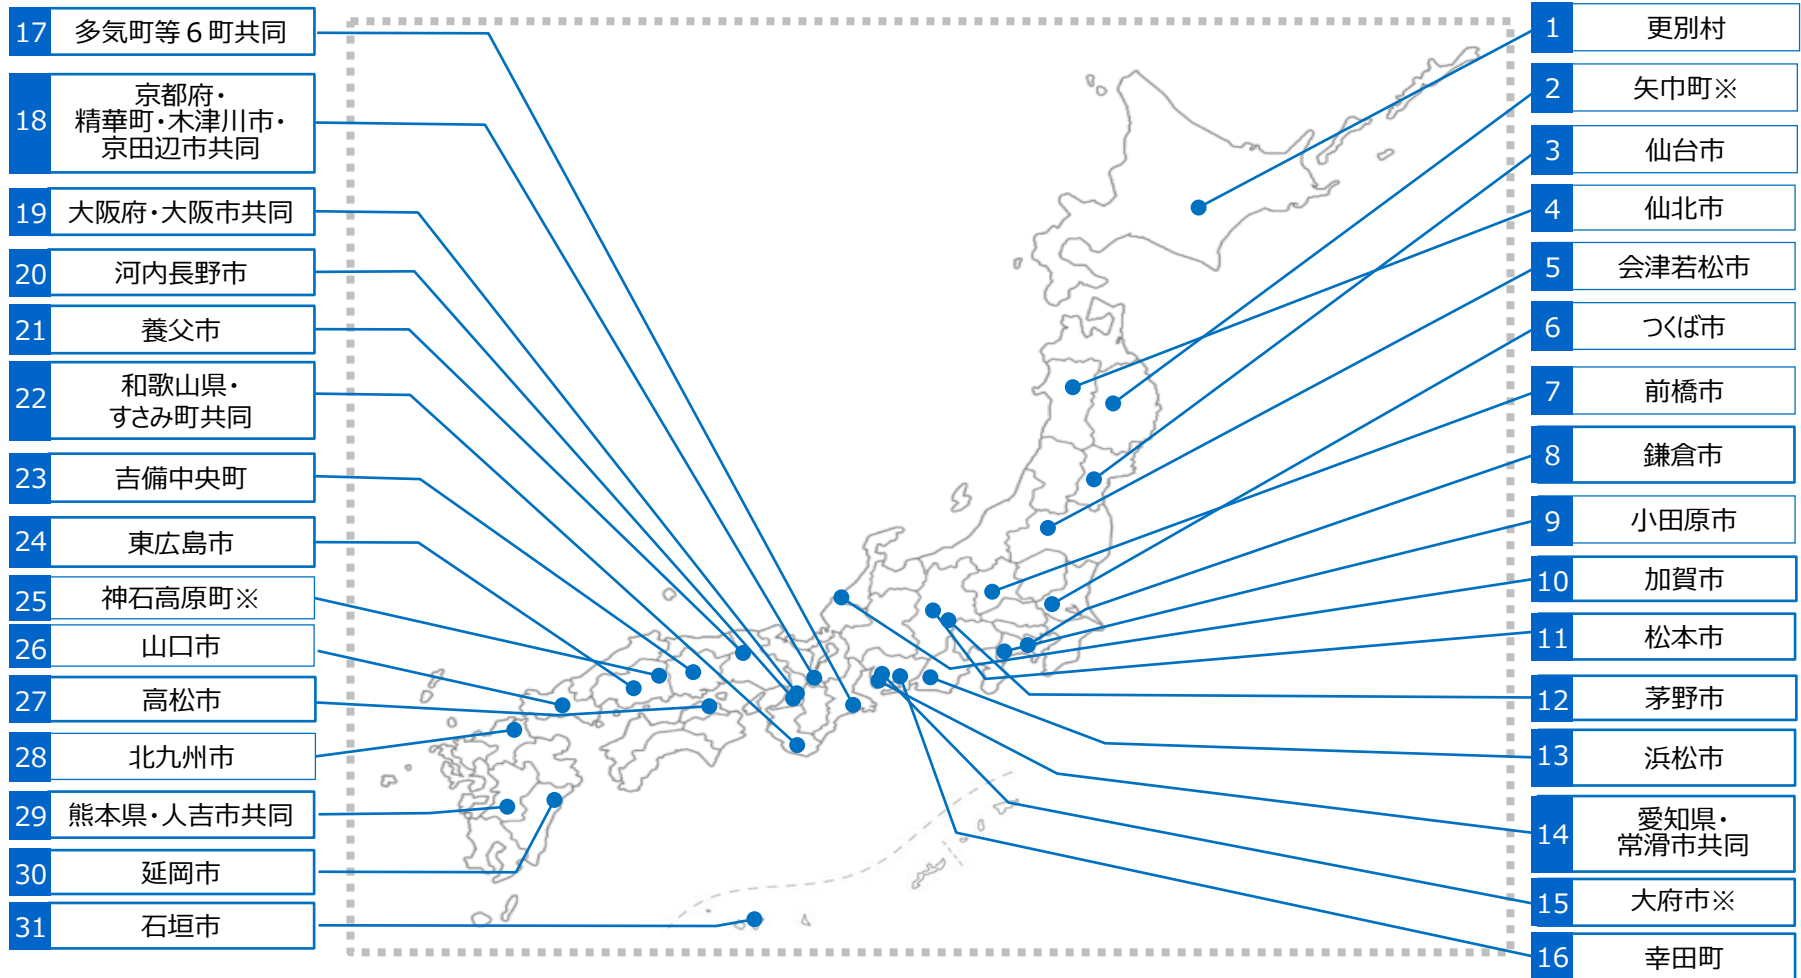 17 多気町等６町共同
18 京都府・
精華町・木津川市・
京田辺市共同
19 大阪府・大阪市共同
20 河内長野市
21 養父市
22 和歌山県・
すさみ町共同
23 吉備中央町
24 東広島市
25 神石高原町※
26 山口市
27 高松市
28 北九州市
29 熊本県・人吉市共同
30 延岡市
31 石垣市
1 更別村
2 矢巾町※
3 仙台市
4 仙北市
5 会津若松市
6 つくば市
7 前橋市
8 鎌倉市
9 小田原市
10 加賀市
11 松本市
12 茅野市
13 浜松市
14 愛知県・
常滑市共同
15 大府市※
16 幸田町